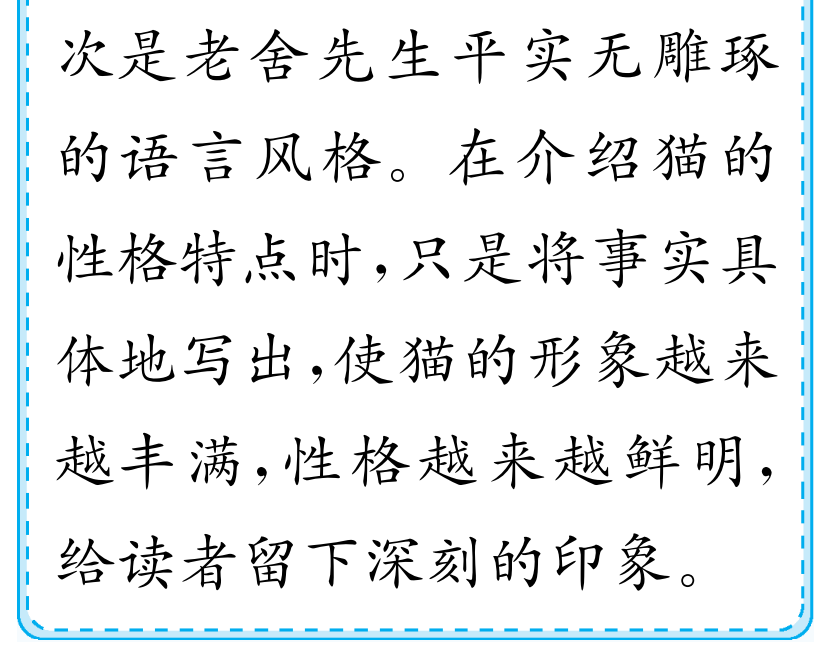 次是老舍先生平实无雕琢
的语言风格。在介绍猫的
性格特点时,只是将事实具
体地写出,使猫的形象越来
越丰满,性格越来越鲜明,
给读者留下深刻的印象。